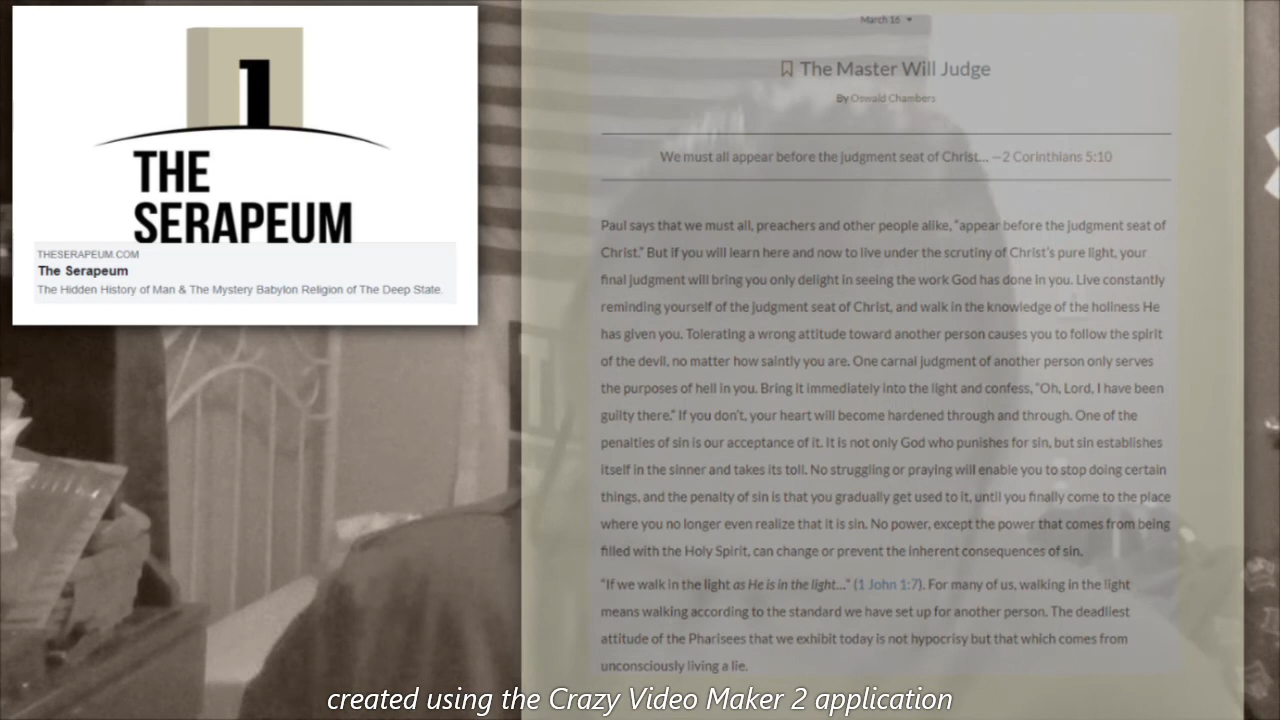 1
THE
SERAPEUM
THESERAPEUM.COM
The Serapeum
The Hidden History of Man & The Mystery Babylon Religion of The Deep State.
March 16
The Master Will Judge
By Oswald Chambers
We must all appear before the judgment seat of Christ... —2 Corinthians 5:10
Paul says that we must all, preachers and other people alike, "appear before the judgment seat of
Christ." But if you will learn here and now to live under the scrutiny of Christ's pure light, your
final judgment will bring you only delight in seeing the work God has done in you. Live constantly
reminding yourself of the judgment seat of Christ, and walk in the knowledge of the holiness He
has given you. Tolerating a wrong attitude toward another person causes you to follow the spirit
of the devil, no matter how saintly you are. One carnal judgment of another person only serves
the purposes of hell in you. Bring it immediately into the light and confess, "Oh, Lord, I have been
guilty there." If you don't, your heart will become hardened through and through. One of the
penalties of sin is our acceptance of it. It is not only God who punishes for sin, but sin establishes
itself in the sinner and takes its toll. No struggling or praying will enable you to stop doing certain
things, and the penalty of sin is that you gradually get used to it, until you finally come to the place
where you no longer even realize that it is sin. No power, except the power that comes from being
filled with the Holy Spirit, can change or prevent the inherent consequences of sin.
"If we walk in the light as He is in the light..." (1 John 1:7). For many of us, walking in the light
means walking according to the standard we have set up for another person. The deadliest
attitude of the Pharisees that we exhibit today is not hypocrisy but that which comes from
unconsciously living a lie.
created using the Crazy Video Maker 2 application